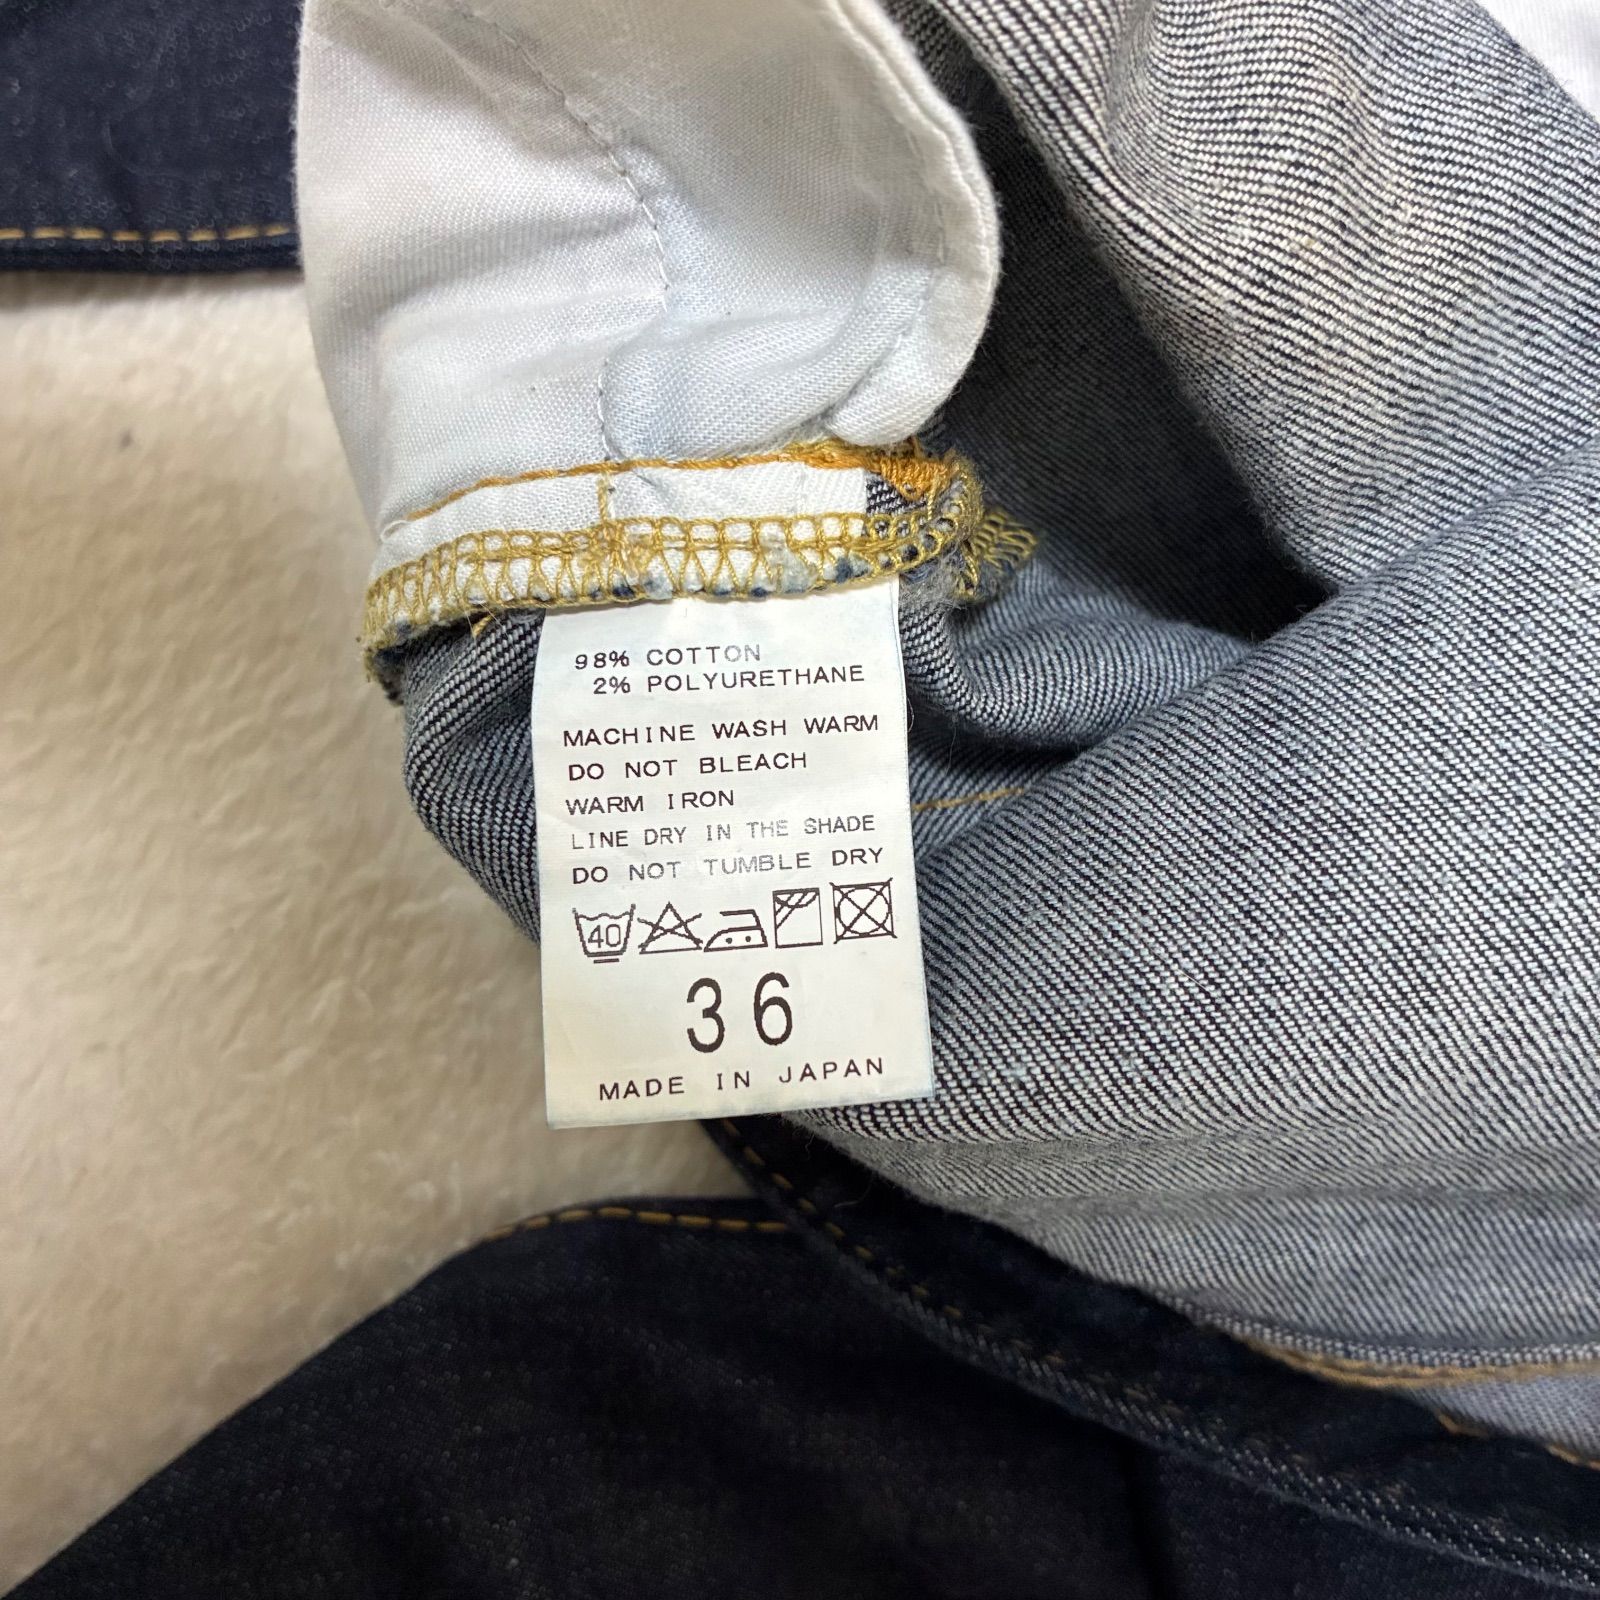 98% COTTON
2% POLYURETHANE
MACHINE WASH WARM
DO NOT BLEACH
WARM IRON
LINE DRY IN THE SHADE
DO NOT TUMBLE DRY
40
36
MADE IN JAPAN